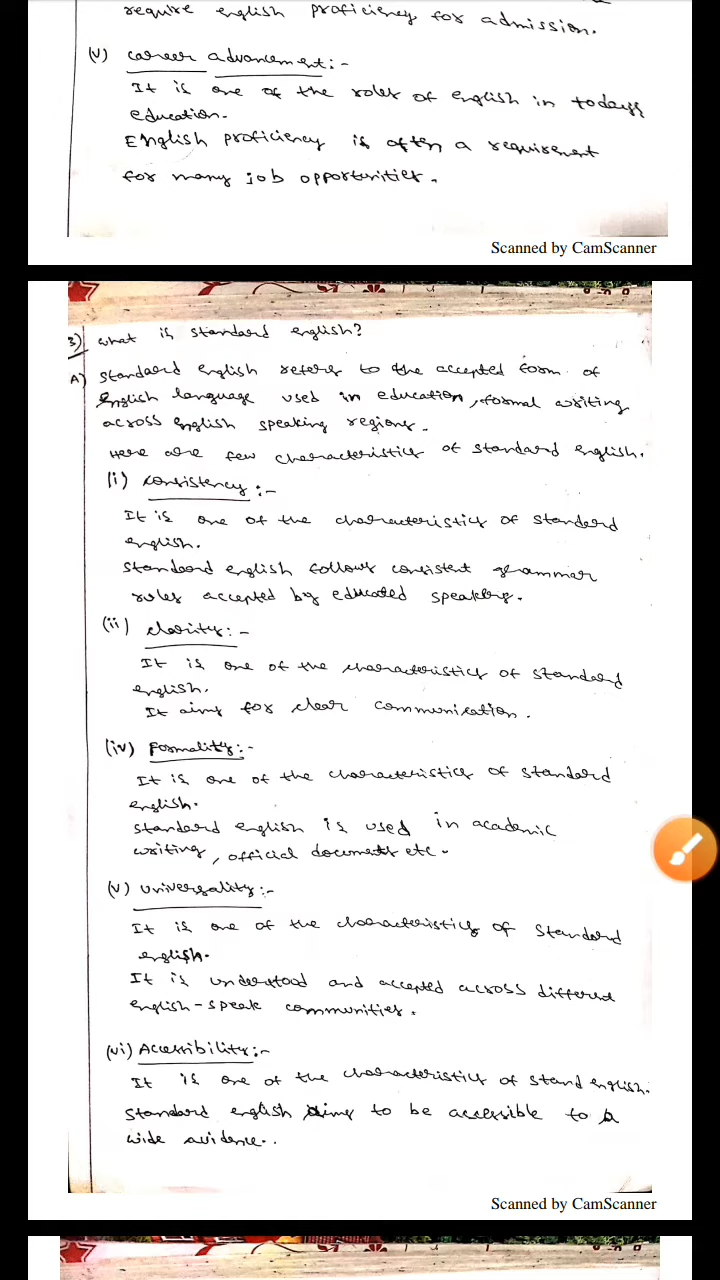 require english proficiency for admission.
(v) career advancement:-
It is one of the roles of english in todays
education.
English proficiency is often a requirement
for many job opportunities.
Scanned by CamScanner
3) what is standard english?
A) Standard english refers to the accepted form of
english language used in education, formal writing
across english speaking regions.
Here are few characteristics of standard english.
(i) consistency:-
It is one of the characteristics of standard
english.
Standard english follows consistent grammar
rules accepted by educated
(ii) clarity:-
It is one of the characteristics of standard
english.
It aims for clear communication.
(iv) Formality:-
It is one of the characteristics of standard
english.
standard english is used in academic
writing, official documents etc.
(v) Universality:-
It is one of the characteristics of standard
english.
It is understood and accepted across different
english-speak communities.
(vi) Accessibility:-
It is one of the characteristics of stand english.
Standard english aims to be accessible to a
wide avidence.
Scanned by CamScanner